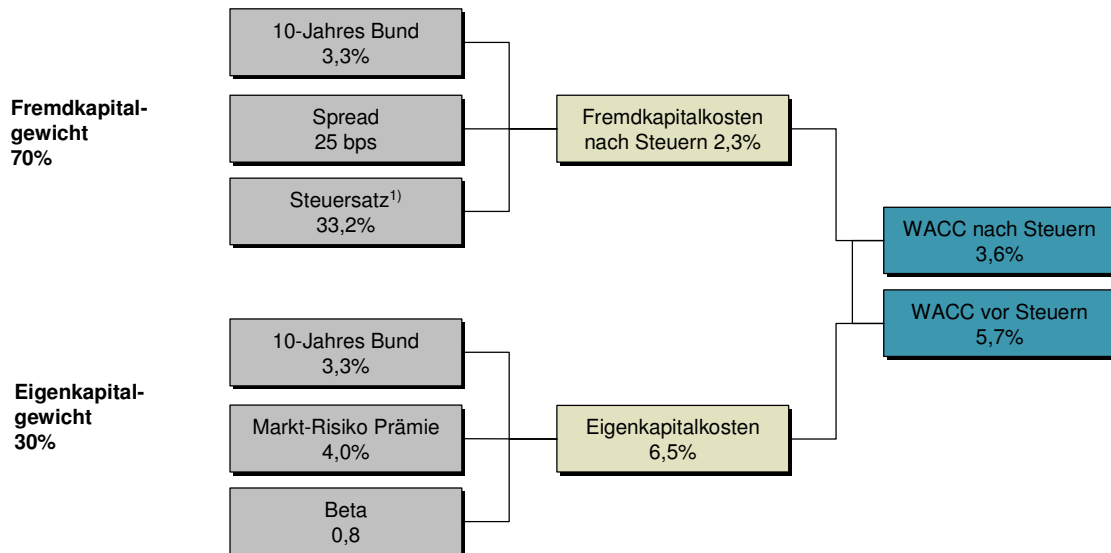 Fremdkapital-
gewicht
70%
10-Jahres Bund
3,3%
Spread
25 bps
Steuersatz1)
33,2%
Fremdkapitalkosten
nach Steuern 2,3%
WACC nach Steuern
3,6%
WACC vor Steuern
5,7%
Eigenkapital-
gewicht
30%
10-Jahres Bund
3,3%
Markt-Risiko Prämie
4,0%
Beta
0,8
Eigenkapitalkosten
6,5%